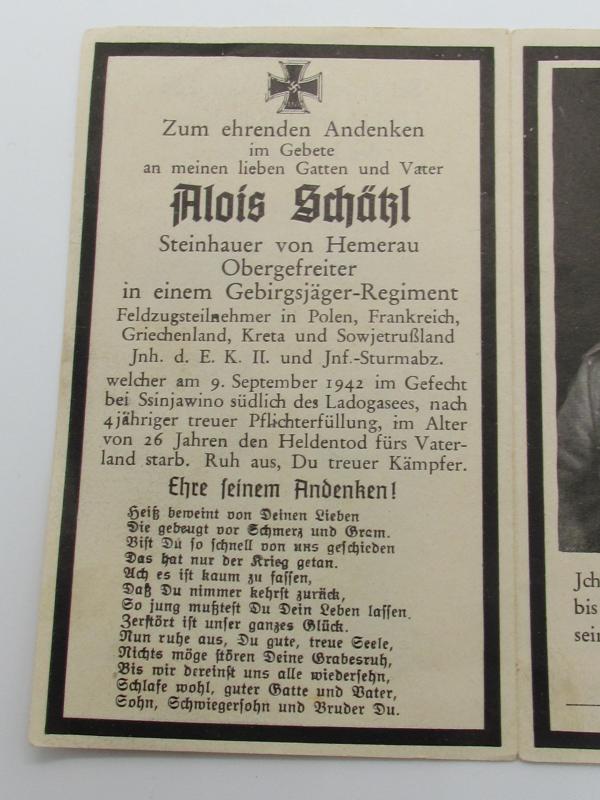 Zum ehrenden Andenken
im Gebete
an meinen lieben Gatten und Vater
Alois Schätzl
Steinhauer von Hemerau
Obergefreiter
in einem Gebirgsjäger-Regiment
Feldzugsteilnehmer in Polen, Frankreich,
Griechenland, Kreta und Sowjetrußland
Jnh. d. E. K. II. und Jnf.-Sturmabz.
welcher am 9. September 1942 im Gefecht
bei Ssinjawino südlich des Ladogasees, nach
4jähriger treuer Pflichterfüllung, im Alter
von 26 Jahren den Heldentod fürs Vater-
land starb. Ruh aus, Du treuer Kämpfer.
Ehre seinem Andenken!
Heiß beweint von Deinen Lieben
Die gebeugt vor Schmerz und Gram.
Bist Du so schnell von uns geschieden
Das hat nur der Krieg getan.
Ach es ist kaum zu fassen,
Daß Du nimmer kehrst zurück,
So jung mußtest Du Dein Leben lassen.
Zerstört ist unser ganzes Glück.
Nun ruhe aus, Du gute, treue Seele,
Nichts möge stören Deine Grabesruh,
Bis wir dereinst uns alle wiedersehn,
Schlafe wohl, guter Gatte und Vater,
Sohn, Schwiegersohn und Bruder Du.
Jch
bis
sein